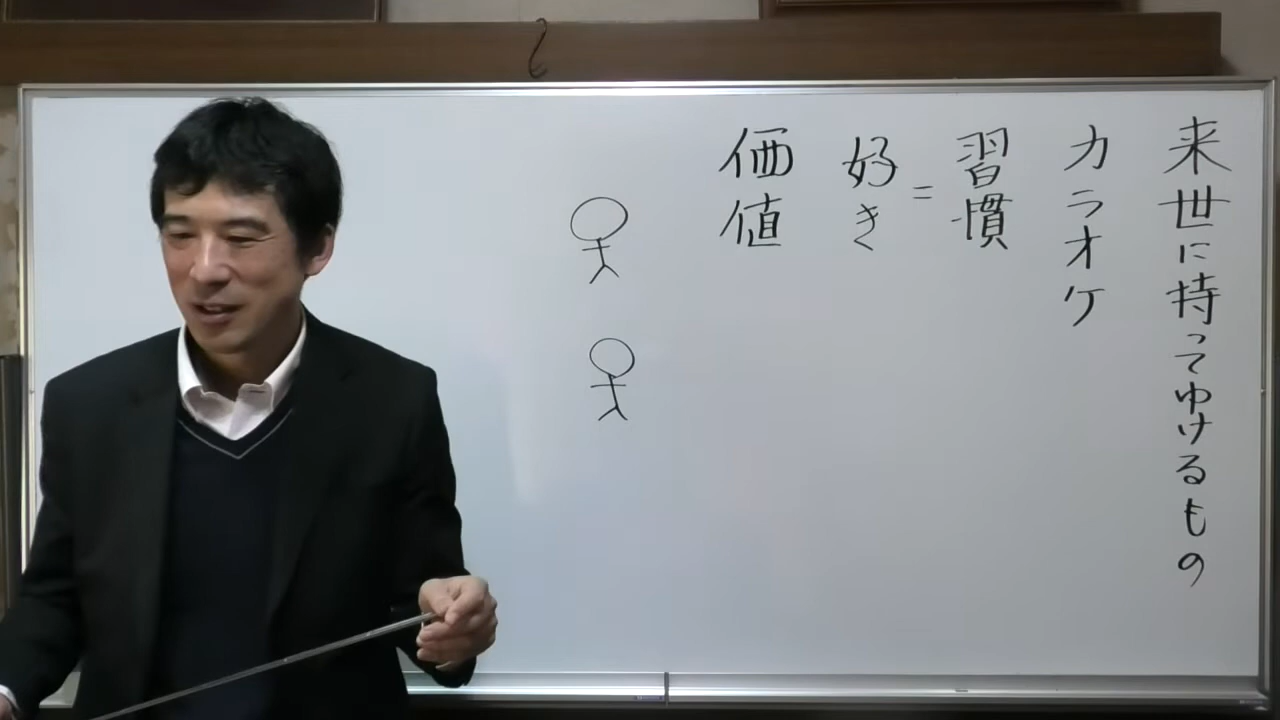 来世に持ってゆけるもの
カラオケ
習慣
=
好き
価値